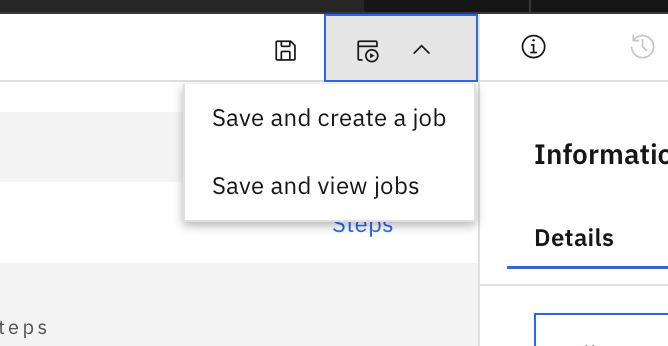 Save and create a job
Informatio
Save and view jobs
Steps
Details
teps